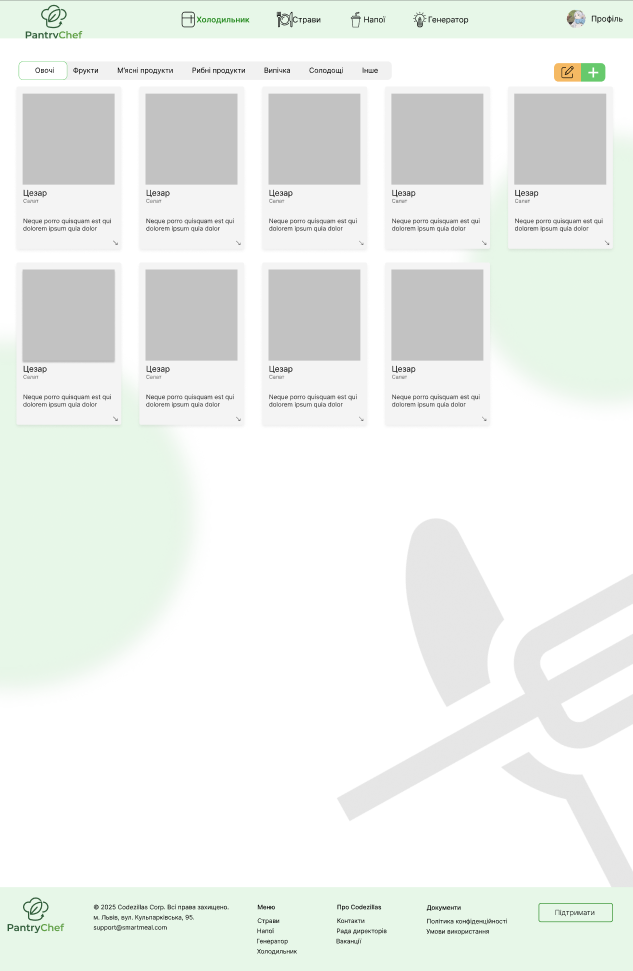 PantryChef
Холодильник
Страви
Напої
Генератор
Профіль
Овочі
Фрукти
М'ясні продукти
Рибні продукти
Випічка
Солодощі
Інше
Цезар
Салат
Neque porro quisquam est qui
dolorem ipsum quia dolor
Цезар
Салат
Neque porro quisquam est qui
dolorem ipsum quia dolor
Цезар
Салат
Neque porro quisquam est qui
dolorem ipsum quia dolor
Цезар
Салат
Neque porro quisquam est qui
dolorem ipsum quia dolor
Цезар
Салат
Neque porro quisquam est qui
dolorem ipsum quia dolor
Цезар
Салат
Neque porro quisquam est qui
dolorem ipsum quia dolor
Цезар
Салат
Neque porro quisquam est qui
dolorem ipsum quia dolor
Цезар
Салат
Neque porro quisquam est qui
dolorem ipsum quia dolor
Цезар
Салат
Neque porro quisquam est qui
dolorem ipsum quia dolor
PantryChef
© 2025 Codezillas Corp. Всі права захищено.
м. Львів, вул. Кульпарківська, 95.
support@smartmeal.com
Меню
Страви
Напої
Генератор
Холодильник
Про Codezillas
Контакти
Рада директорів
Ваканції
Документи
Політика конфіденційності
Умови використання
Підтримати